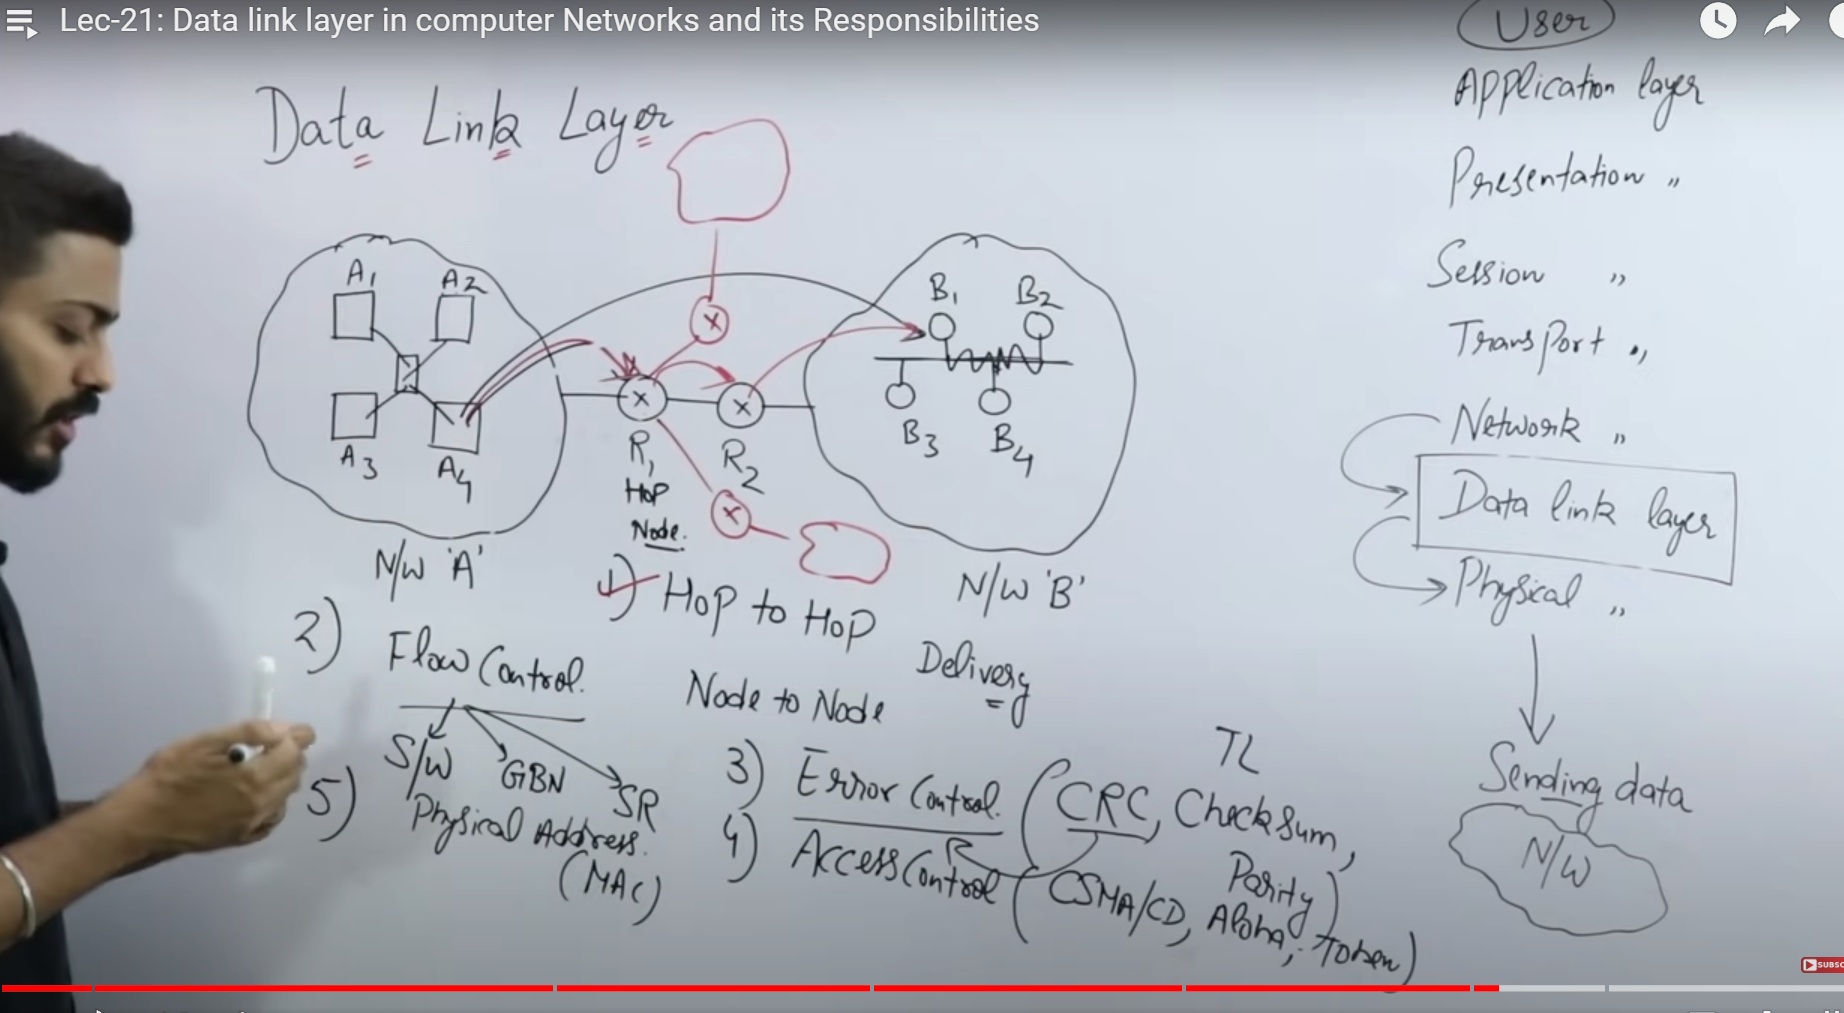 Lec-21: Data link layer in computer Networks and its Responsibilities
Data Link Layer
A1
A2
A3
A4
N/W 'A'
R1
Hop
Node.
R2
B1
B2
B3
B4
N/W 'B'
1) Hop to Hop
Delivery
Node to Node
2) Flow Control.
S/W
GBN
SR
TL
3) Error Control. (CRC, Checksum,
Parity)
4) Access Control (CSMA/CD, Aloha, Token)
5) Physical Address.
(MAC)
User
Application layer
Presentation "
Session "
Transport "
Network "
Data link layer
Physical "
Sending data
N/W